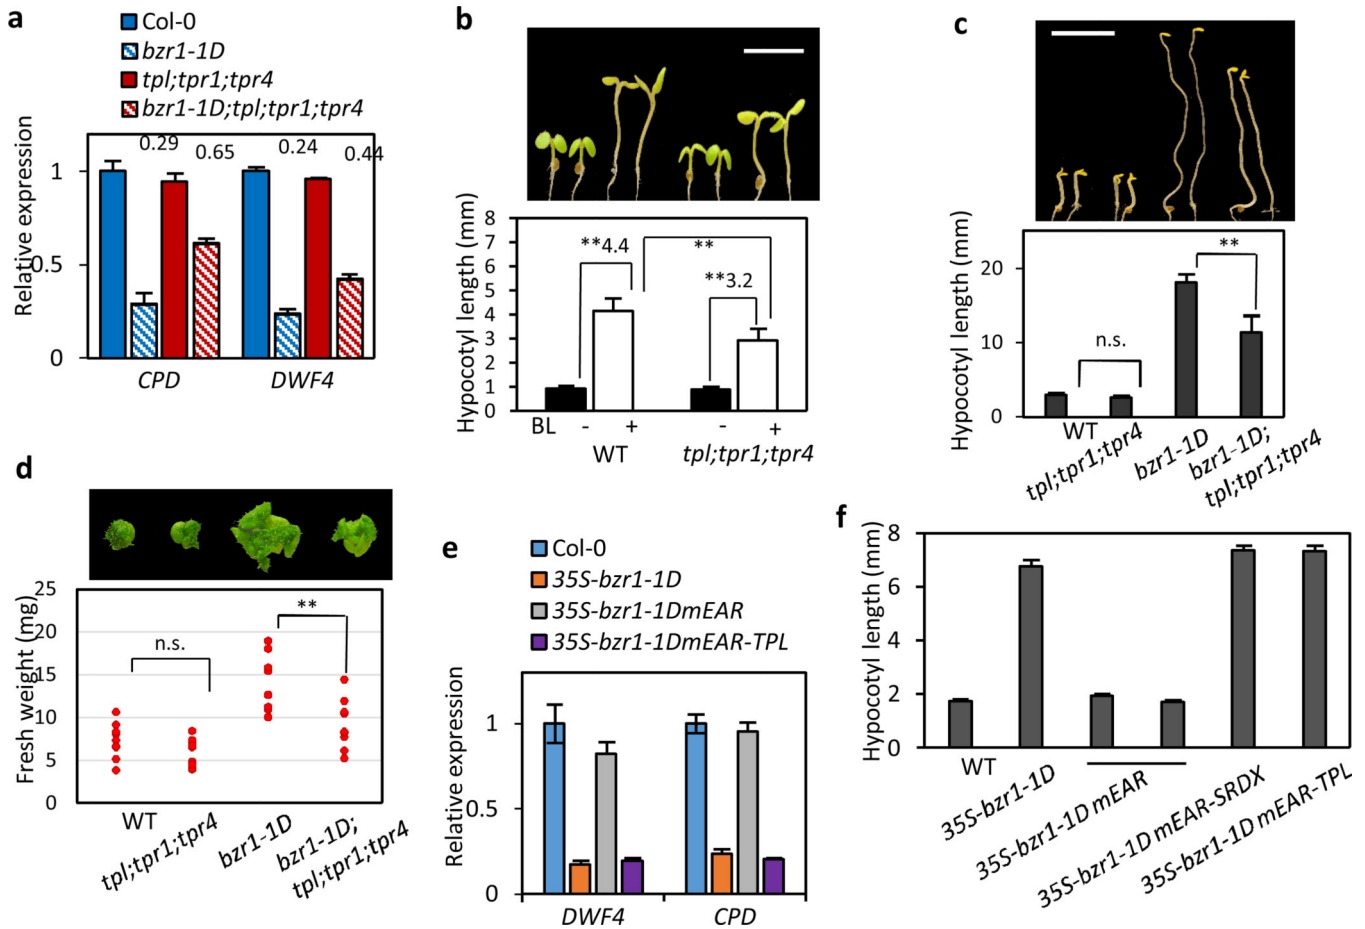 a
Col-0
bzr1-1D
tpl;tpr1;tpr4
bzr1-1D;tpl;tpr1;tpr4
Relative expression
1
0.5
0
0.29
0.65
0.24
0.44
CPD
DWF4
b
Hypocotyl length (mm)
8
7
6
5
4
3
2
1
0
**4.4
**
**3.2
BL
-
+
-
+
WT
tpl;tpr1;tpr4
c
Hypocotyl length (mm)
20
10
0
n.s.
**
WT
tpl;tpr1;tpr4
bzr1-1D
bzr1-1D;
tpl;tpr1;tpr4
d
Fresh weight (mg)
25
20
15
10
5
0
n.s.
**
WT
tpl;tpr1;tpr4
bzr1-1D
bzr1-1D;
tpl;tpr1;tpr4
e
Col-0
35S-bzr1-1D
35S-bzr1-1DmEAR
35S-bzr1-1DmEAR-TPL
Relative expression
1
0.5
0
DWF4
CPD
f
Hypocotyl length (mm)
8
6
4
2
0
WT
35S-bzr1-1D
35S-bzr1-1D mEAR
35S-bzr1-1D mEAR-SRDX
35S-bzr1-1D mEAR-TPL